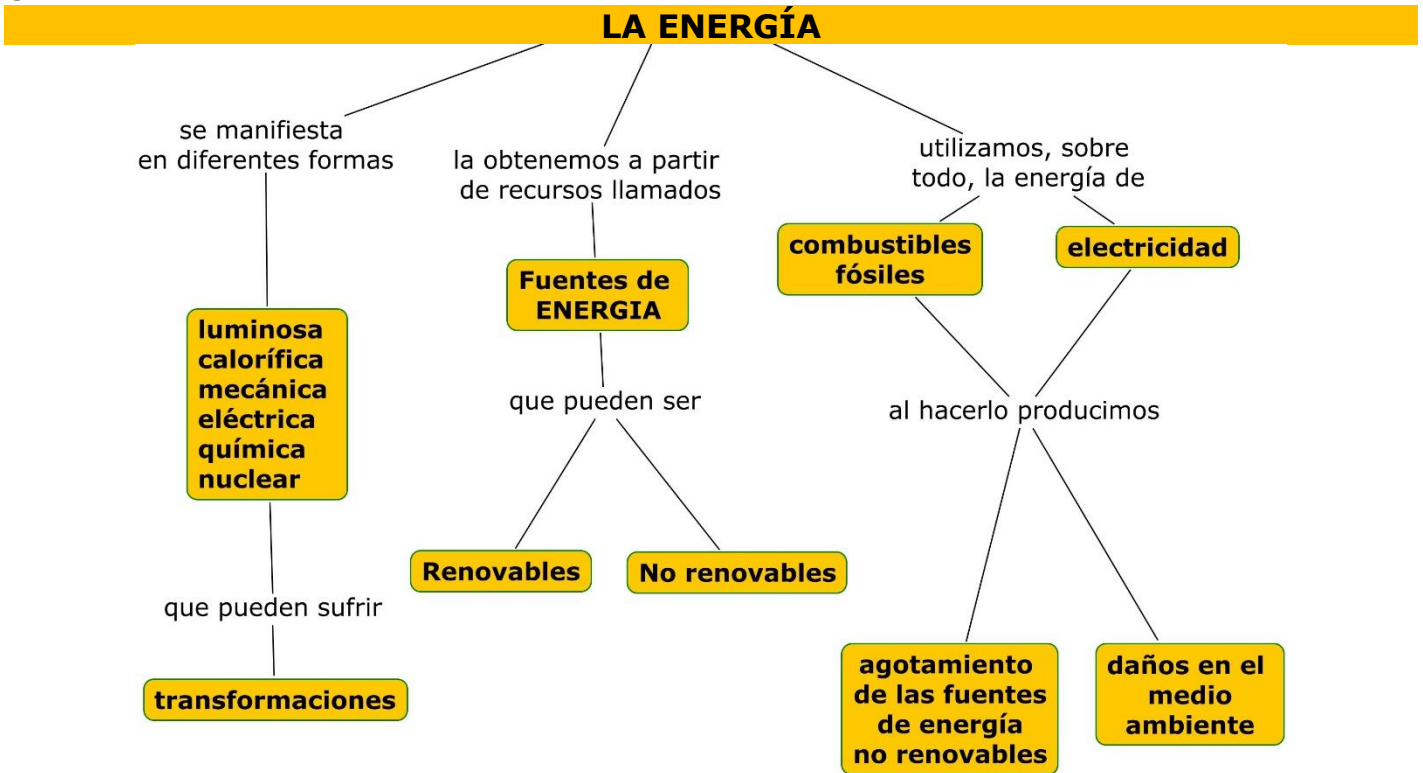 LA ENERGÍA
se manifiesta
en diferentes formas
luminosa
calorífica
mecánica
eléctrica
química
nuclear
que pueden sufrir
transformaciones
la obtenemos a partir
de recursos llamados
Fuentes de
ENERGIA
que pueden ser
Renovables
No renovables
utilizamos, sobre
todo, la energía de
combustibles
fósiles
electricidad
al hacerlo producimos
agotamiento
de las fuentes
de energía
no renovables
daños en el
medio
ambiente